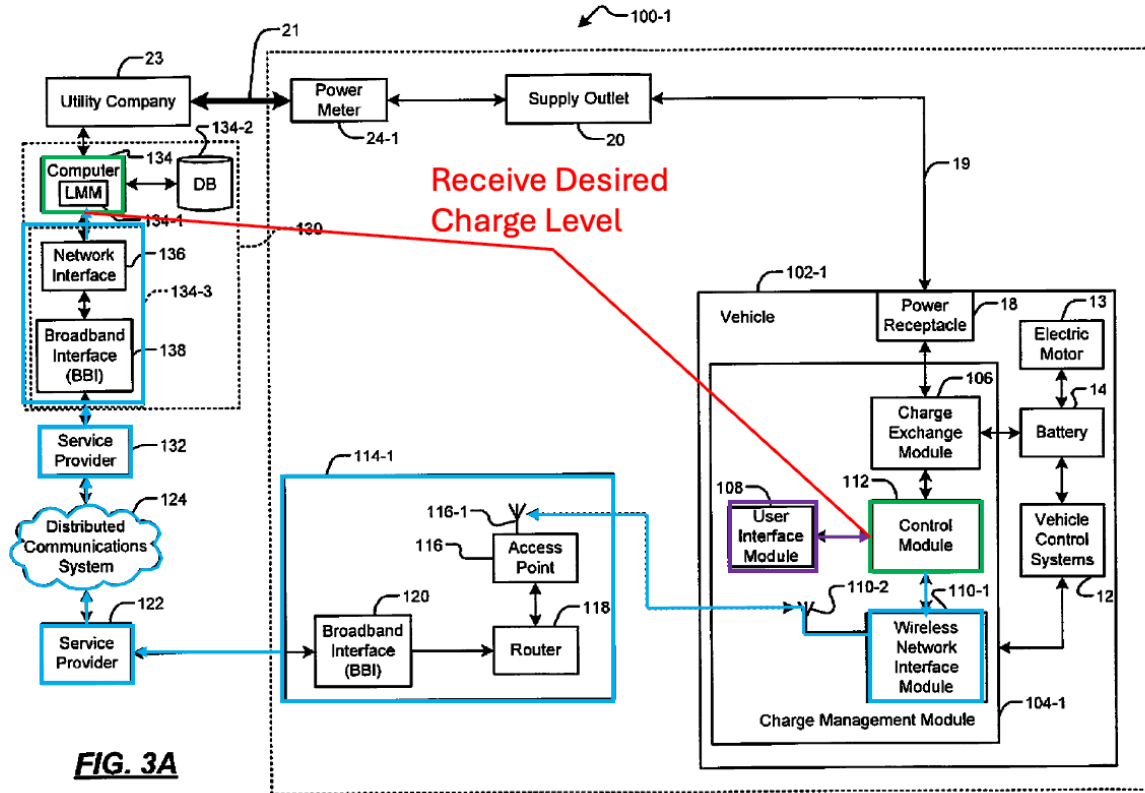 100-1
21
23
Utility Company
Power
Meter
24-1
Supply Outlet
20
134-2
134
Computer
LMM
134-1
DB
Receive Desired
Charge Level
19
130
136
Network
Interface
134-3
138
Broadband
Interface
(BBI)
102-1
Vehicle
Power
Receptacle
18
13
Electric
Motor
106
Charge
Exchange
Module
14
Battery
Service
Provider
132
114-1
108
User
Interface
Module
112
Control
Module
Vehicle
Control
Systems
12
124
Distributed
Communications
System
116-1
116
Access
Point
110-2
110-1
Wireless
Network
Interface
Module
122
Service
Provider
120
Broadband
Interface
(BBI)
118
Router
Charge Management Module
104-1
FIG. 3A